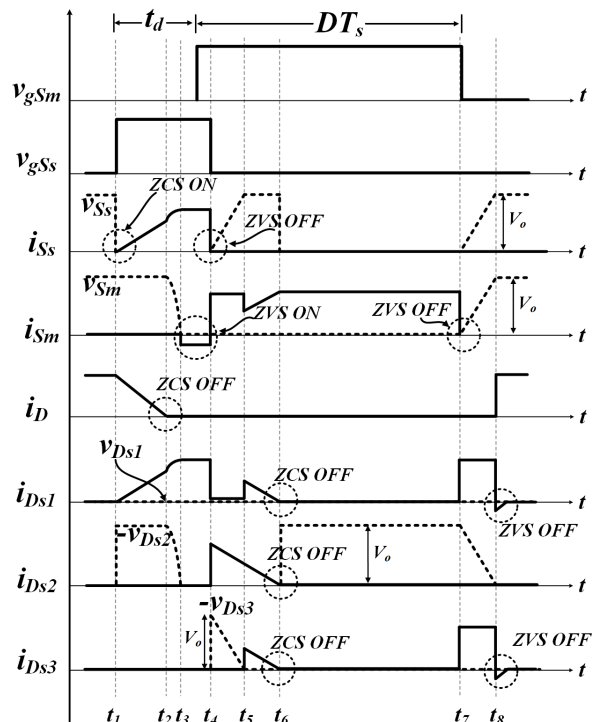 t_d DT_s
v_gSm t
v_gSs t
ZCS ON
v_Ss ZVS OFF V_o
i_Ss t
v_Sm ZVS ON ZVS OFF V_o
i_Sm t
ZCS OFF
i_D t
v_Ds1 ZCS OFF
i_Ds1 t
-v_Ds2 ZCS OFF V_o ZVS OFF
i_Ds2 t
-v_Ds3
V_o ZCS OFF ZVS OFF
i_Ds3 t
t_1 t_2 t_3 t_4 t_5 t_6 t_7 t_8